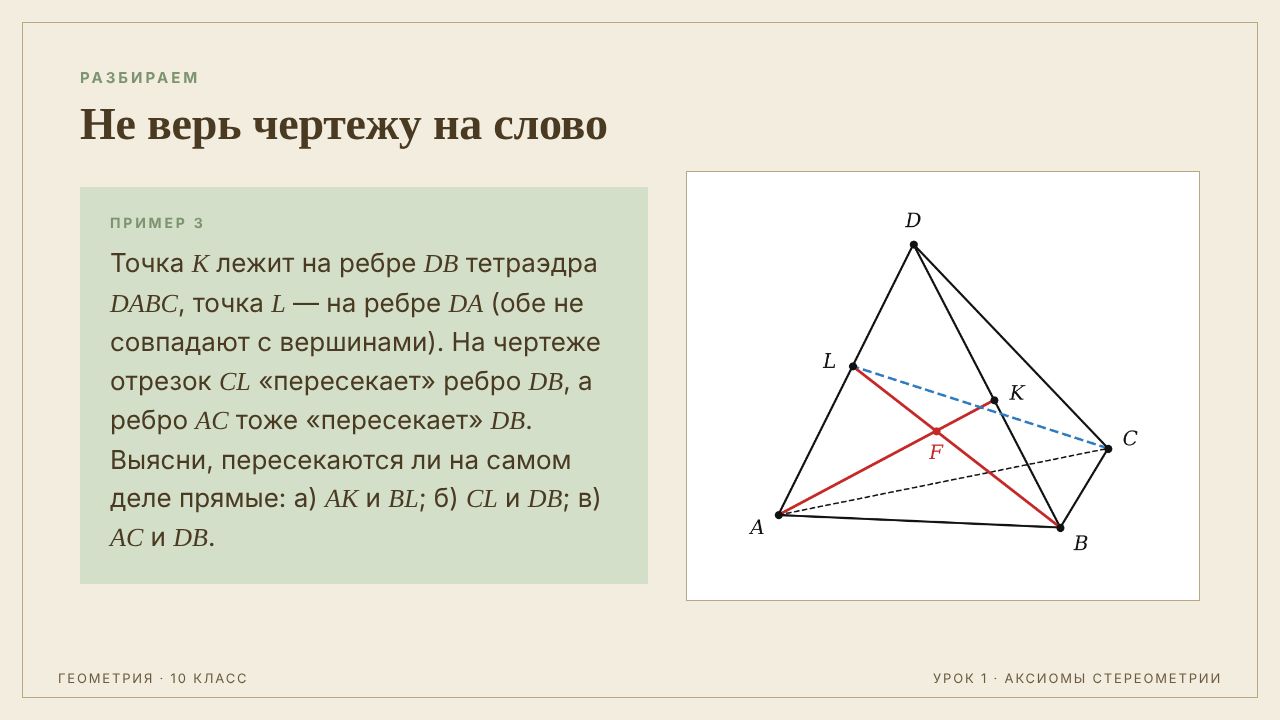 РАЗБИРАЕМ
Не верь чертежу на слово
ПРИМЕР 3
Точка K лежит на ребре DB тетраэдра
DABC, точка L — на ребре DA (обе не
совпадают с вершинами). На чертеже
отрезок CL «пересекает» ребро DB, а
ребро AC тоже «пересекает» DB.
Выясни, пересекаются ли на самом
деле прямые: а) AK и BL; б) CL и DB; в)
AC и DB.
D
L
K
C
F
A
B
ГЕОМЕТРИЯ · 10 КЛАСС
УРОК 1 · АКСИОМЫ СТЕРЕОМЕТРИИ